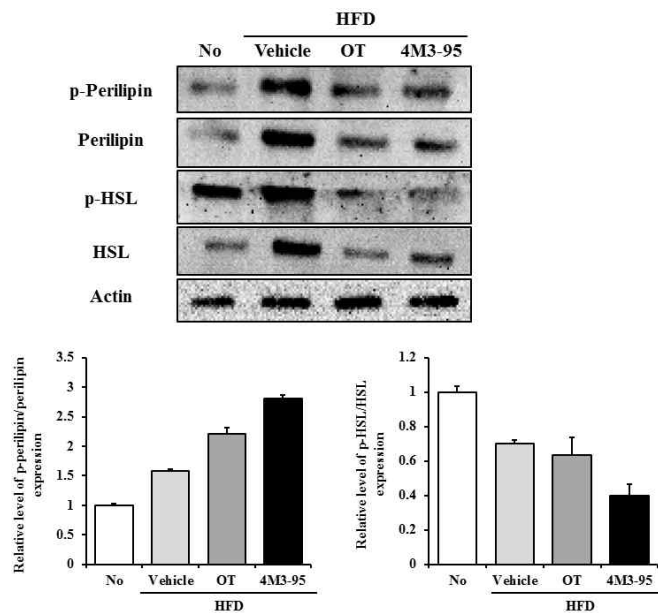 HFD
No Vehicle OT 4M3-95
p-Perilipin
Perilipin
p-HSL
HSL
Actin
Relative level of p-perilipin/perilipin
expression
3.5
3
2.5
2
1.5
1
0.5
0
No Vehicle OT 4M3-95
HFD
Relative level of p-HSL/HSL
expression
1.2
1
0.8
0.6
0.4
0.2
0
No Vehicle OT 4M3-95
HFD